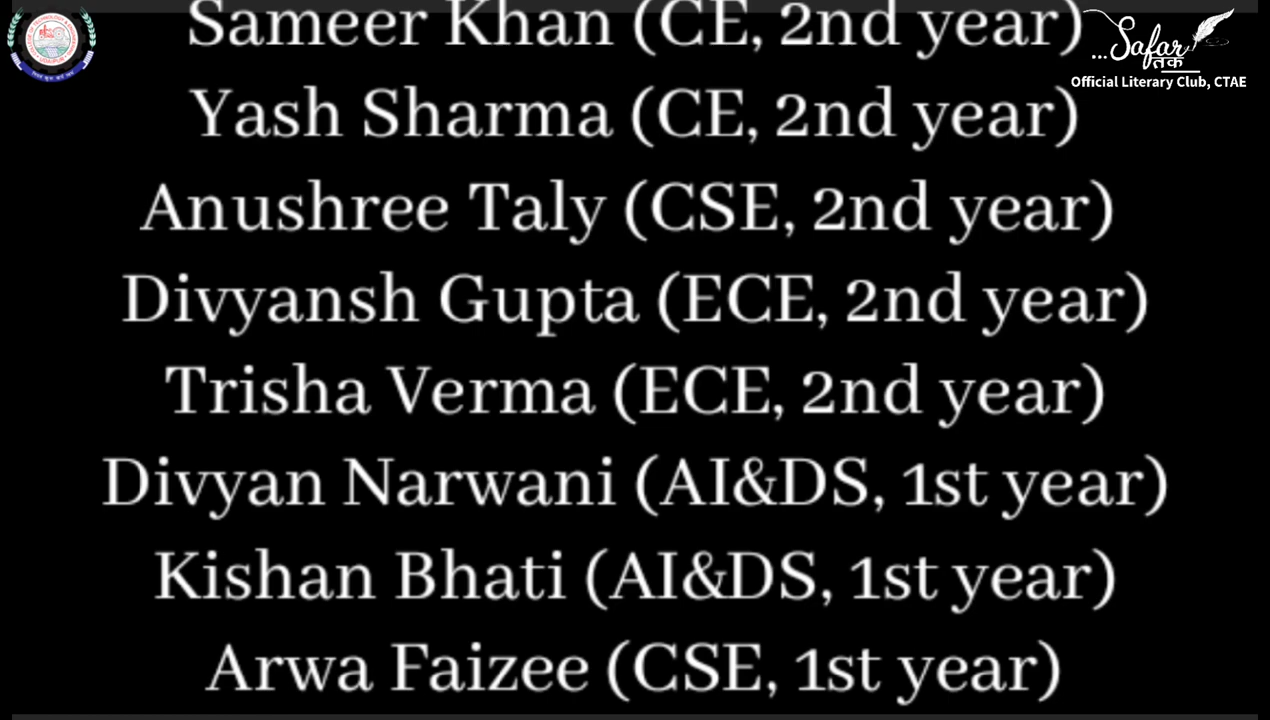 Sameer Khan (CE, 2nd year)
...Safar
तक
Official Literary Club, CTAE
Yash Sharma (CE, 2nd year)
Anushree Taly (CSE, 2nd year)
Divyansh Gupta (ECE, 2nd year)
Trisha Verma (ECE, 2nd year)
Divyan Narwani (AI&DS, 1st year)
Kishan Bhati (AI&DS, 1st year)
Arwa Faizee (CSE, 1st year)